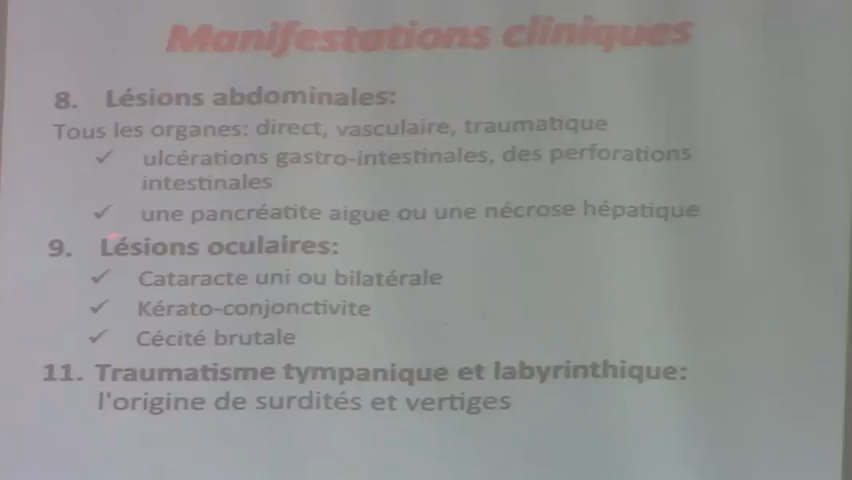 Manifestations cliniques
8. Lésions abdominales:
Tous les organes: direct, vasculaire, traumatique
✓ ulcérations gastro-intestinales, des perforations
intestinales
✓ une pancréatite aigue ou une nécrose hépatique
9. Lésions oculaires:
✓ Cataracte uni ou bilatérale
✓ Kérato-conjonctivite
✓ Cécité brutale
11. Traumatisme tympanique et labyrinthique:
l'origine de surdités et vertiges